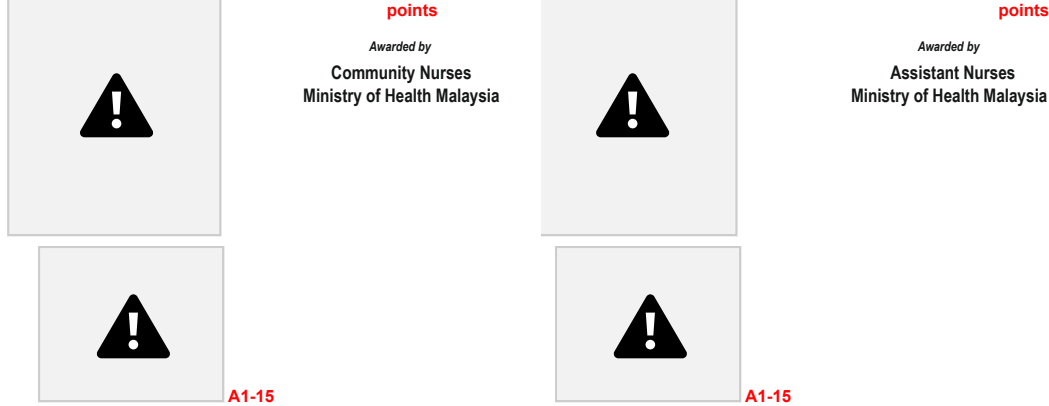 points
Awarded by
Community Nurses
Ministry of Health Malaysia
A1-15
points
Awarded by
Assistant Nurses
Ministry of Health Malaysia
A1-15